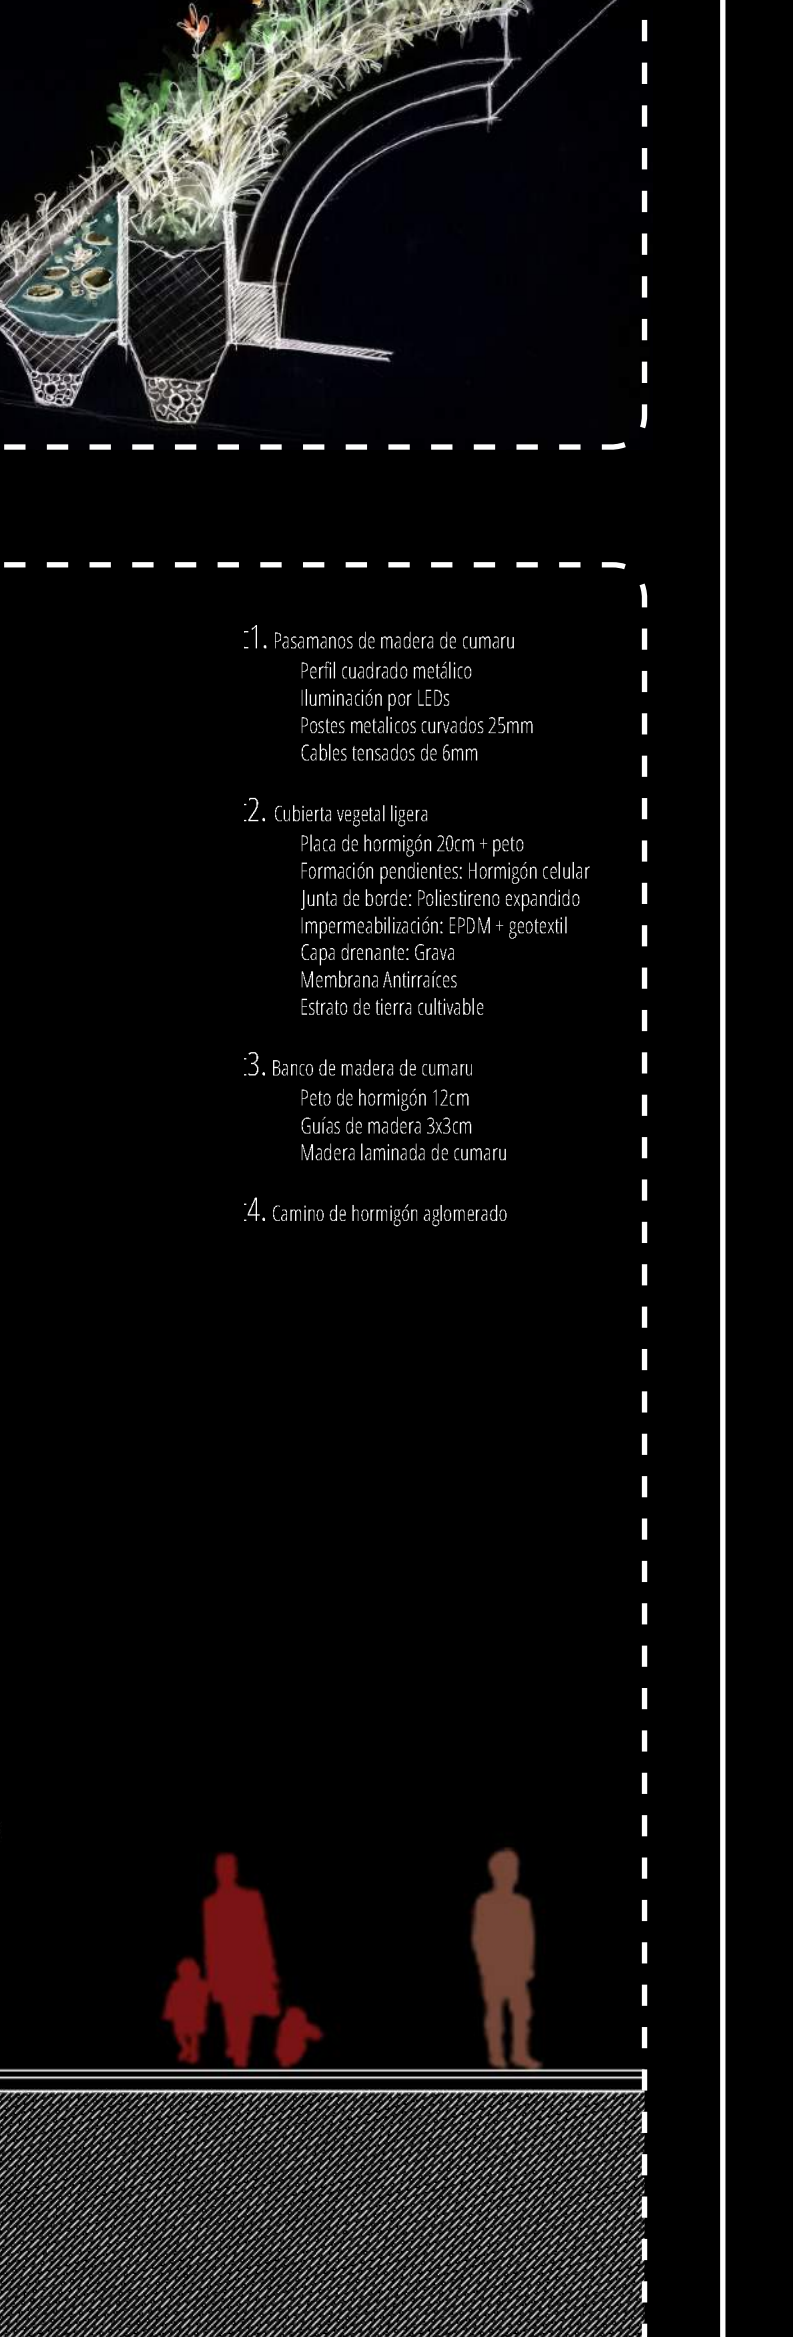 :1. Pasamanos de madera de cumaru
Perfil cuadrado metálico
Iluminación por LEDs
Postes metalicos curvados 25mm
Cables tensados de 6mm
:2. Cubierta vegetal ligera
Placa de hormigón 20cm + peto
Formación pendientes: Hormigón celular
Junta de borde: Poliestireno expandido
Impermeabilización: EPDM + geotextil
Capa drenante: Grava
Membrana Antirraíces
Estrato de tierra cultivable
:3. Banco de madera de cumaru
Peto de hormigón 12cm
Guías de madera 3x3cm
Madera laminada de cumaru
:4. Camino de hormigón aglomerado